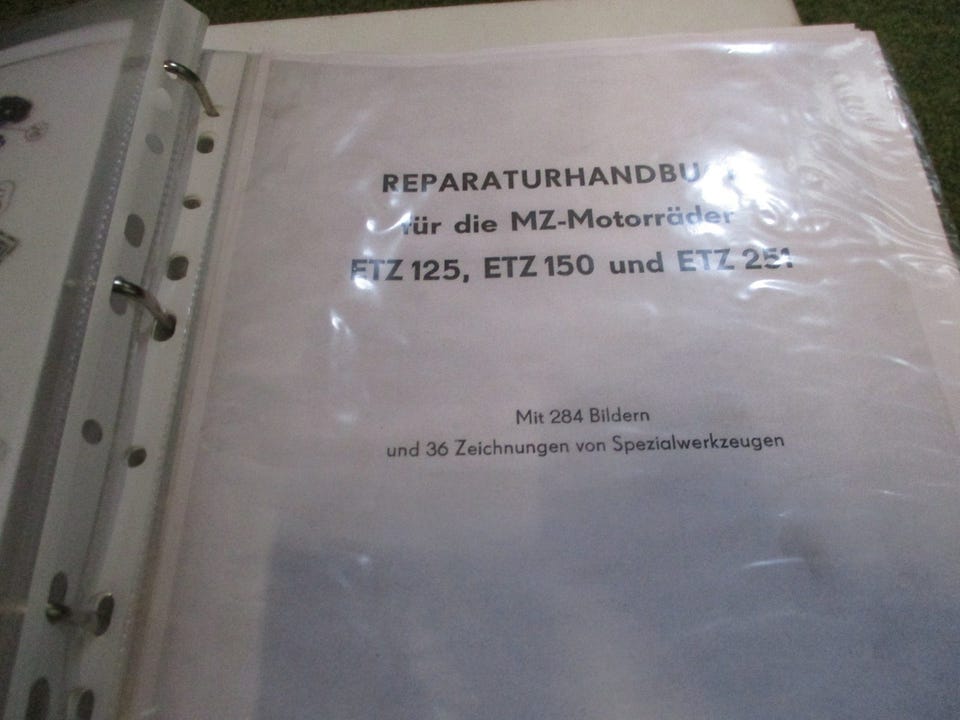 REPARATURHANDBUCH
für die MZ-Motorräder
ETZ 125, ETZ 150 und ETZ 251
Mit 284 Bildern
und 36 Zeichnungen von Spezialwerkzeugen